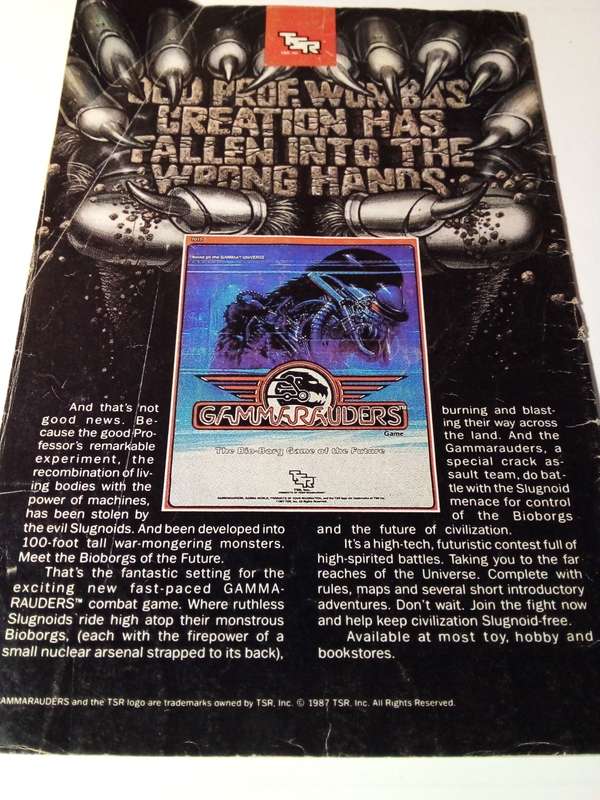 TSR
PROF. WOMBAS
CREATION HAS
FALLEN INTO THE
WRONG HANDS.
GAMMARAUDERS™
Game
The Bio-Borg Game of the Future
TSR
And that's not
good news. Be-
cause the good Pro-
fessor's remarkable
experiment, (the
recombination of liv-
ing bodies with the
power of machines,
has been stolen by
the evil Slugnoids. And been developed into
100-foot tall war-mongering monsters.
Meet the Bioborgs of the Future.
That's the fantastic setting for the
exciting new fast-paced GAMMA-
RAUDERS™ combat game. Where ruthless
Slugnoids ride high atop their monstrous
Bioborgs, (each with the firepower of a
small nuclear arsenal strapped to its back),
burning and blast-
ing their way across
the land. And the
Gammarauders, a
special crack as-
sault team, do bat-
tle with the Slugnoid
menace for control
of the Bioborgs
and the future of civilization.
It's a high-tech, futuristic contest full of
high-spirited battles. Taking you to the far
reaches of the Universe. Complete with
rules, maps and several short introductory
adventures. Don't wait. Join the fight now
and help keep civilization Slugnoid-free.
Available at most toy, hobby and
bookstores.
AMMARAUDERS and the TSR logo are trademarks owned by TSR, Inc. © 1987 TSR, Inc. All Rights Reserved.